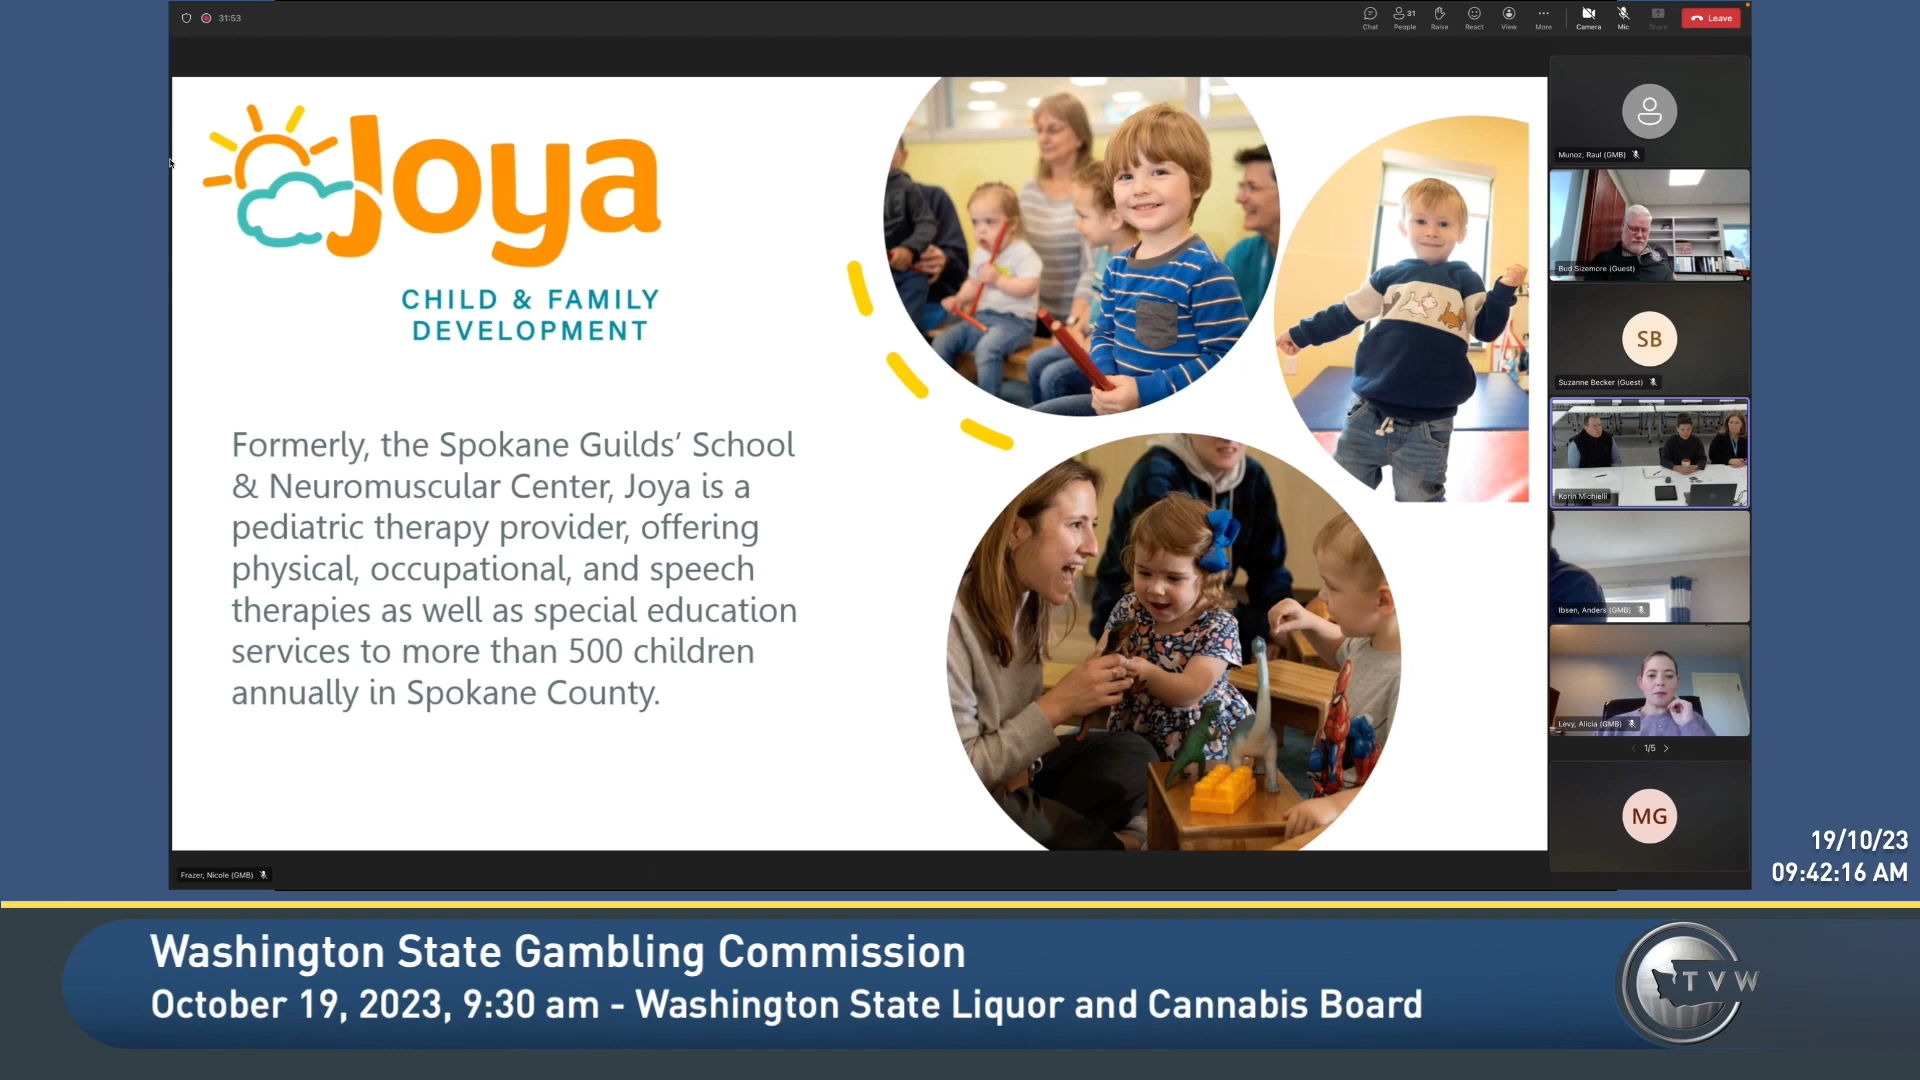 31:53
Chat
31
People
Raise
React
View
More
Camera
Mic
Share
Leave
Joya
CHILD & FAMILY
DEVELOPMENT
Formerly, the Spokane Guilds’ School
& Neuromuscular Center, Joya is a
pediatric therapy provider, offering
physical, occupational, and speech
therapies as well as special education
services to more than 500 children
annually in Spokane County.
Munoz, Raul (GMB)
Bud Sizemore (Guest)
SB
Suzanne Becker (Guest)
Korin Michielli
Ibsen, Anders (GMB)
Levy, Alicia (GMB)
1/5
MG
Frazer, Nicole (GMB)
19/10/23
09:42:16 AM
Washington State Gambling Commission
October 19, 2023, 9:30 am - Washington State Liquor and Cannabis Board
TVW